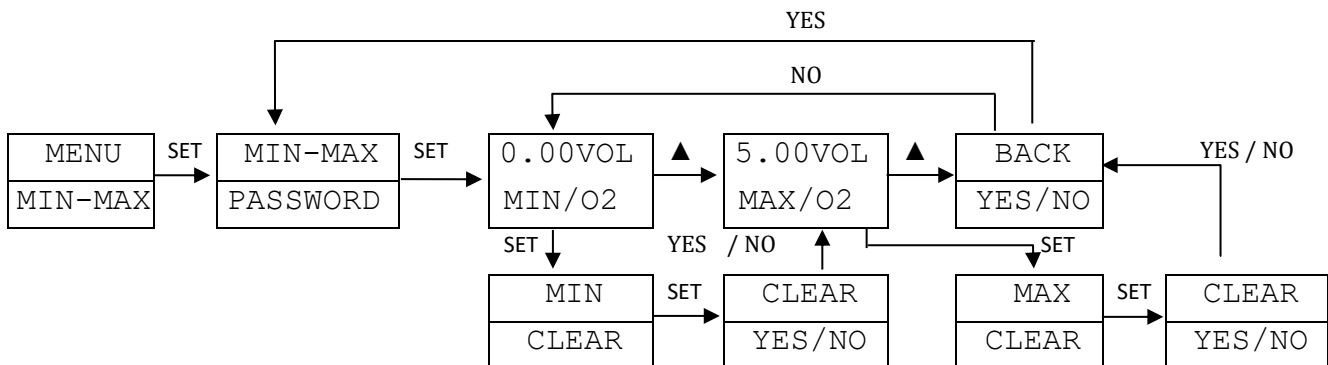 YES
NO
MENU
MIN-MAX
SET
MIN-MAX
PASSWORD
SET
0.00VOL
MIN/O2
▲
5.00VOL
MAX/O2
▲
BACK
YES/NO
YES / NO
SET
YES / NO
SET
MIN
CLEAR
SET
CLEAR
YES/NO
MAX
CLEAR
SET
CLEAR
YES/NO